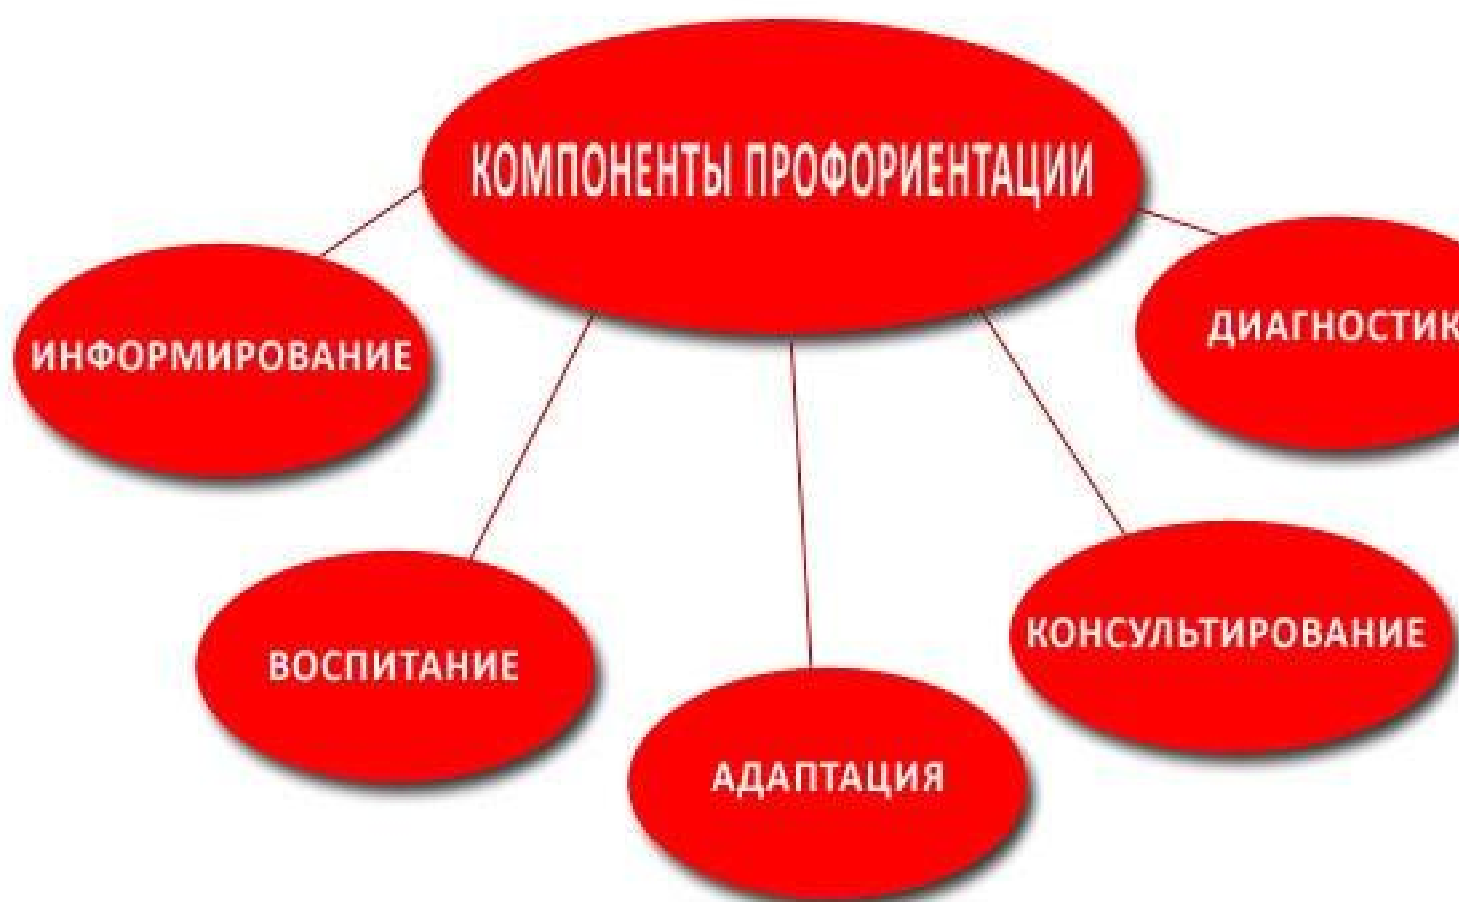 КОМПОНЕНТЫ ПРОФОРИЕНТАЦИИ
ДИАГНОСТИК
ИНФОРМИРОВАНИЕ
КОНСУЛЬТИРОВАНИЕ
ВОСПИТАНИЕ
АДАПТАЦИЯ